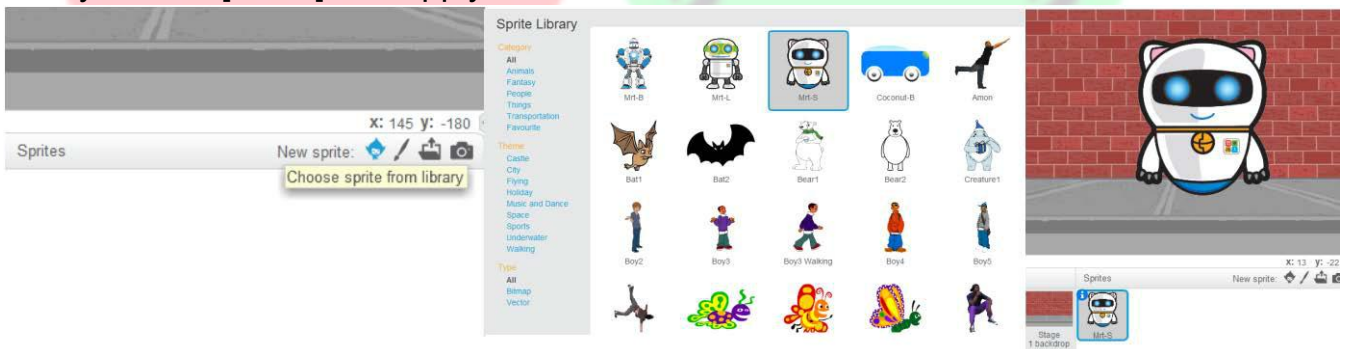 x: 145 y: -180
Sprites
New sprite:
Choose sprite from library
Sprite Library
Category
All
Animals
Fantasy
People
Things
Transportation
Favourite
Theme
Castle
City
Flying
Holiday
Music and Dance
Space
Sports
Underwater
Walking
Type
All
Bitmap
Vector
Mrt-B
Mrt-L
Mrt-S
Coconut-B
Amon
Bat1
Bat2
Bear1
Bear2
Creature1
Boy2
Boy3
Boy3 Walking
Boy4
Boy5
x: 13 y: -22
Sprites
New sprite:
Stage
1 backdrop
Mrt-S